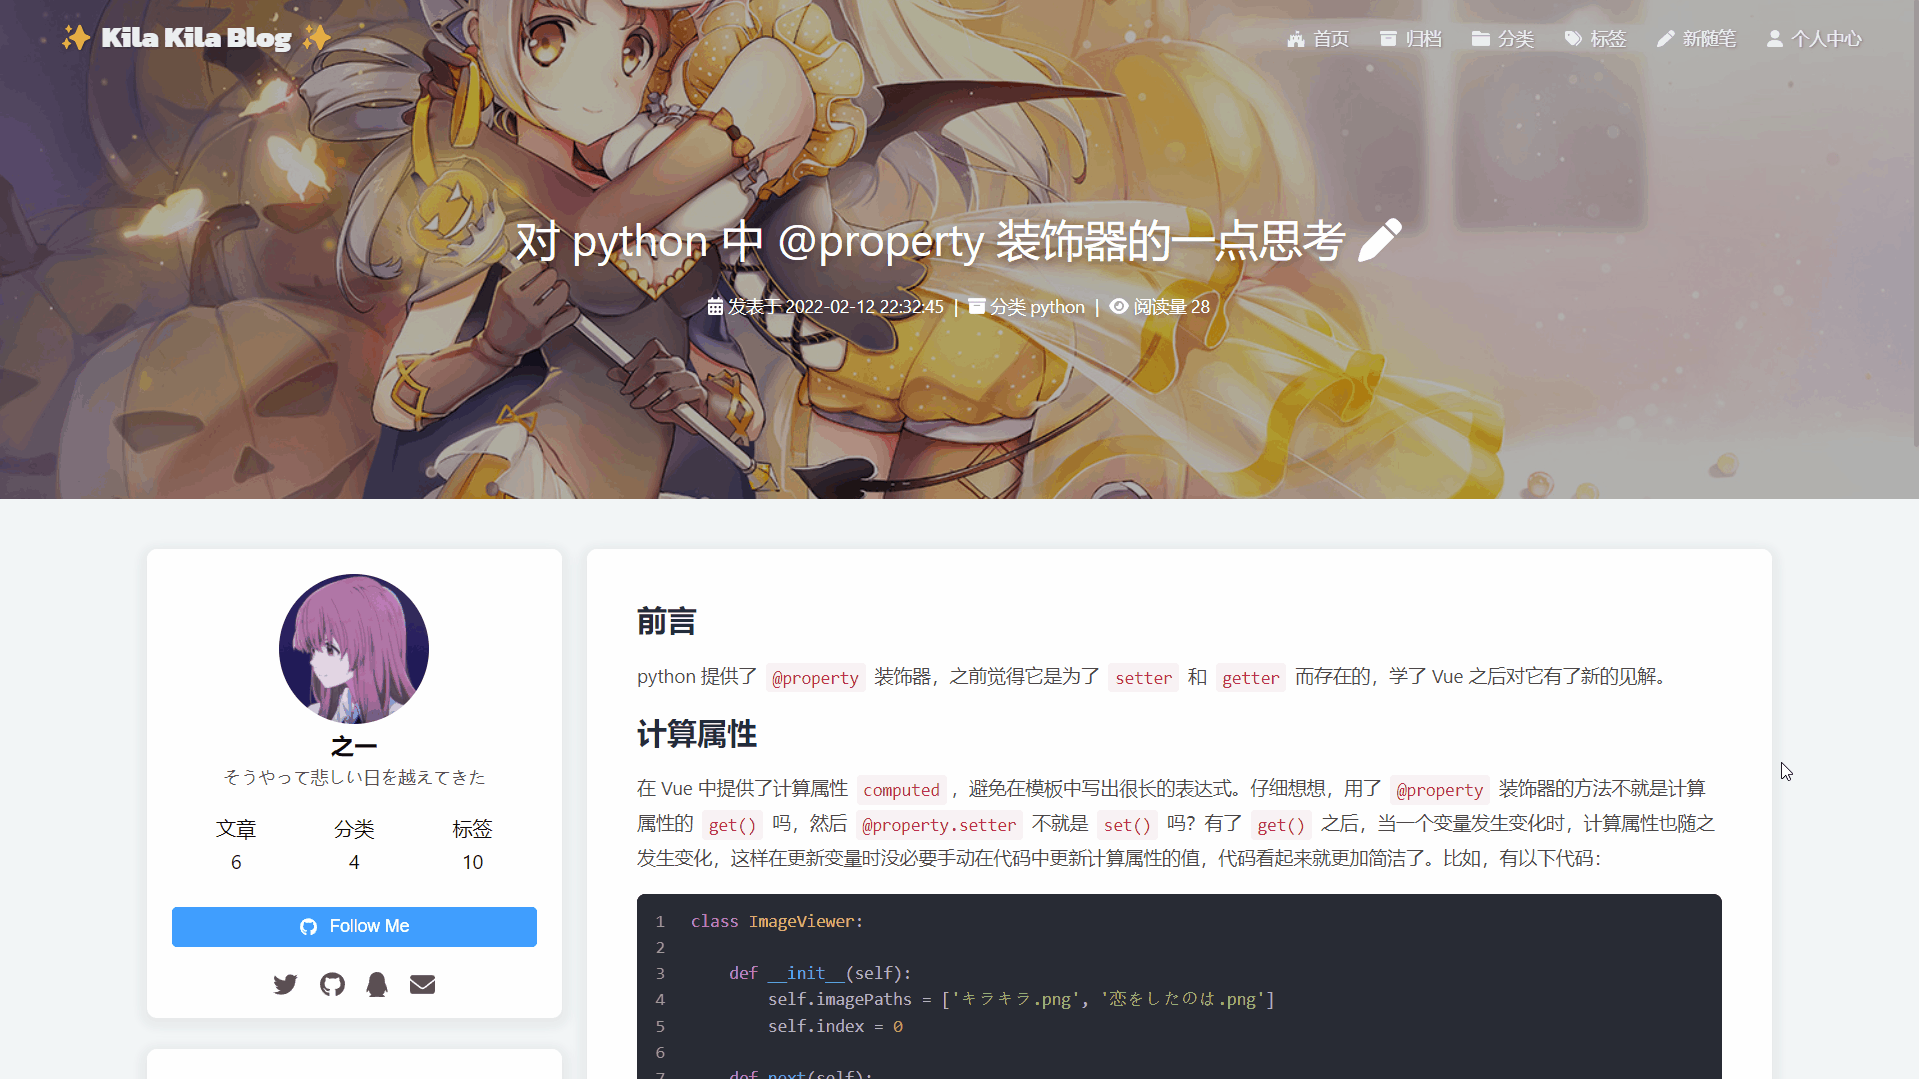 ✨ Kila Kila Blog ✨
首页 归档 分类 标签 新随笔 个人中心
对 python 中 @property 装饰器的一点思考
发表于 2022-02-12 22:32:45 | 分类 python | 阅读量 28
之一
そうやって悲しい日を越えてきた
文章 分类 标签
6 4 10
Follow Me
前言
python 提供了 @property 装饰器，之前觉得它是为了 setter 和 getter 而存在的，学了 Vue 之后对它有了新的见解。
计算属性
在 Vue 中提供了计算属性 computed ，避免在模板中写出很长的表达式。仔细想想，用了 @property 装饰器的方法不就是计算
属性的 get() 吗，然后 @property.setter 不就是 set() 吗？有了 get() 之后，当一个变量发生变化时，计算属性也随之
发生变化，这样在更新变量时没必要手动在代码中更新计算属性的值，代码看起来就更加简洁了。比如，有以下代码：
1 class ImageViewer:
2
3 def __init__(self):
4 self.imagePaths = ['キラキラ.png', '恋をしたのは.png']
5 self.index = 0
6
7 def next(self):